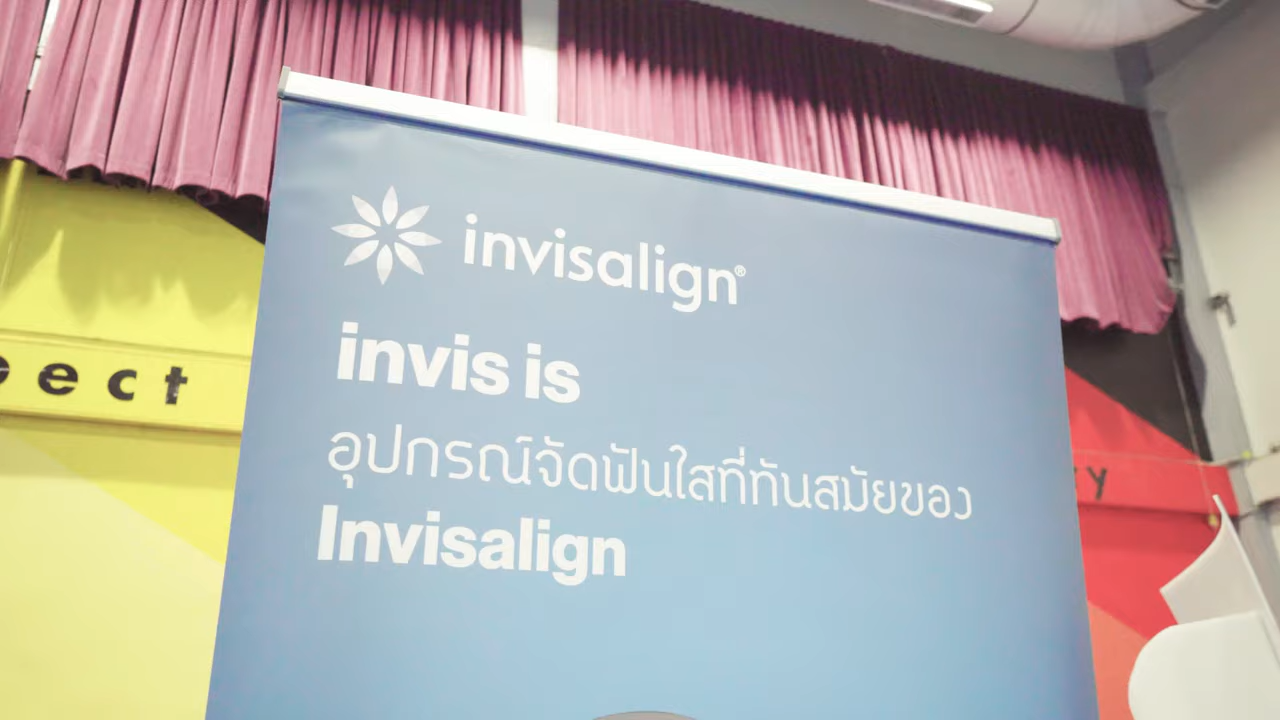 invisalign®
invis is
อุปกรณ์จัดฟันใสที่ทันสมัยของ
Invisalign
ect
y